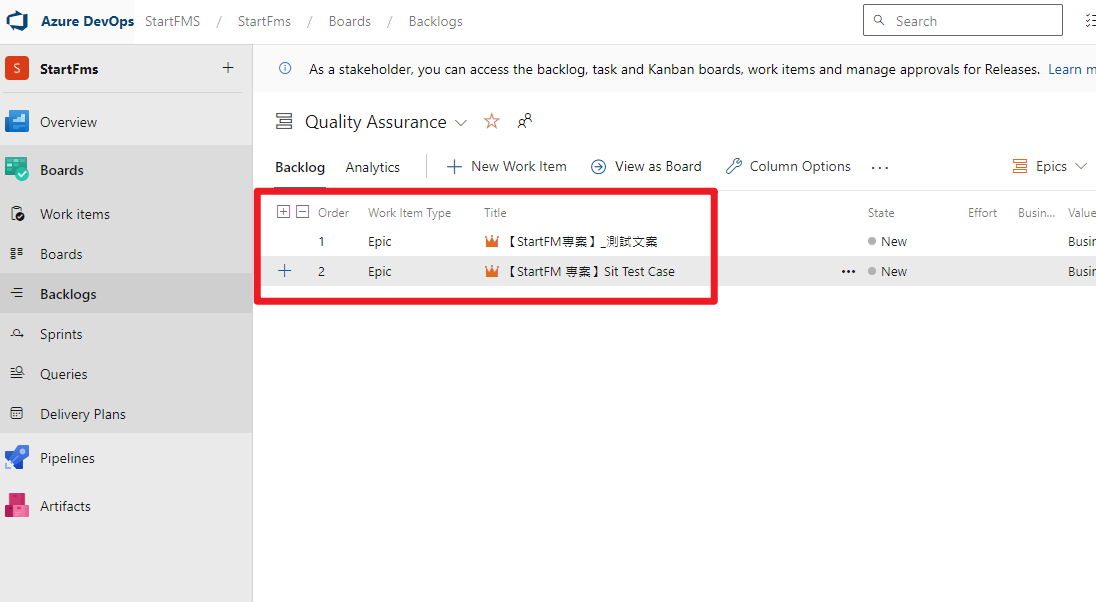 Azure DevOps StartFMS / StartFms / Boards / Backlogs Search
S StartFms +
As a stakeholder, you can access the backlog, task and Kanban boards, work items and manage approvals for Releases. Learn m
Overview
Boards
Work items
Boards
Backlogs
Sprints
Queries
Delivery Plans
Pipelines
Artifacts
Quality Assurance
Backlog Analytics New Work Item View as Board Column Options ... Epics
Order Work Item Type Title State Effort Busin... Value
1 Epic 【StartFM專案】_測試文案 New Busir
2 Epic 【StartFM 專案】Sit Test Case ... New Busir